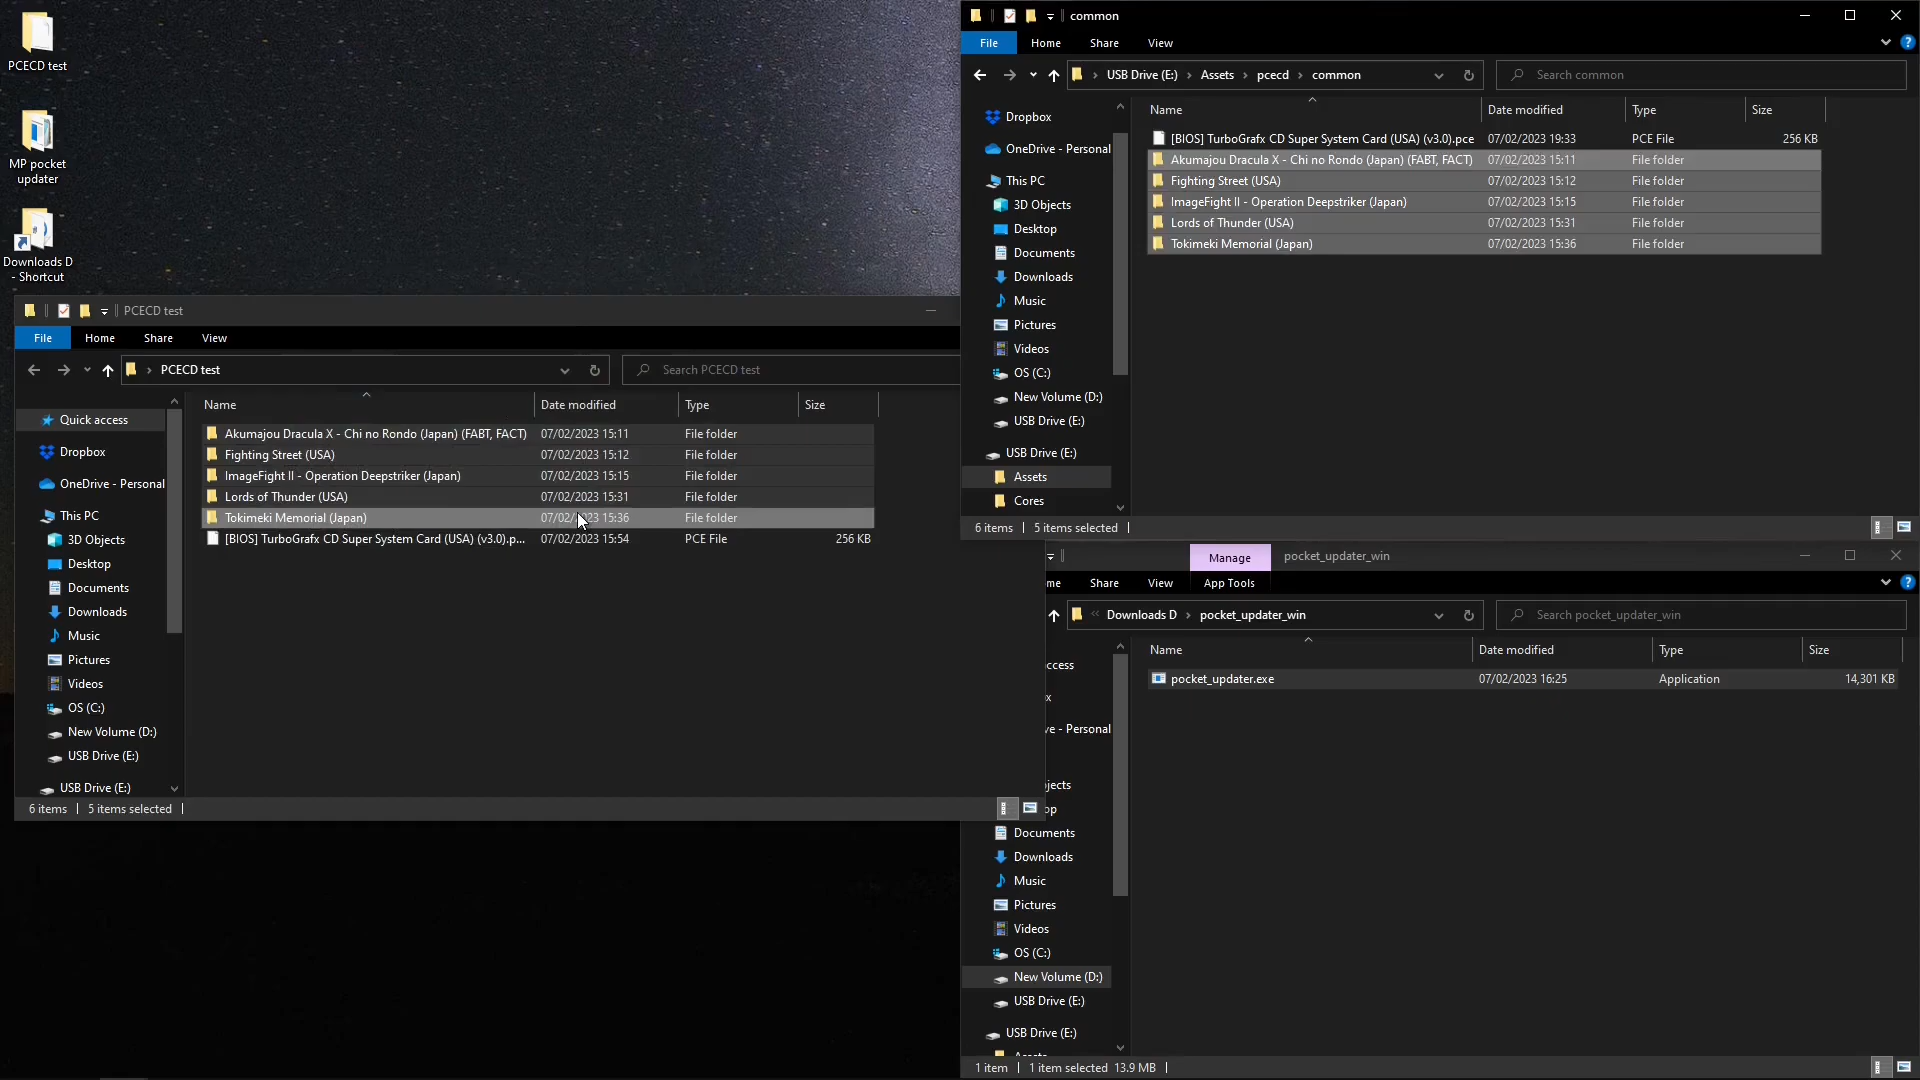 PCECD test
MP pocket
updater
Downloads D
- Shortcut
common
File Home Share View
USB Drive (E:) Assets pcecd common
Search common
Dropbox
OneDrive - Personal
This PC
3D Objects
Desktop
Documents
Downloads
Music
Pictures
Videos
OS (C:)
New Volume (D:)
USB Drive (E:)
USB Drive (E:)
Assets
Cores
Name Date modified Type Size
[BIOS] TurboGrafx CD Super System Card (USA) (v3.0).pce 07/02/2023 19:33 PCE File 256 KB
Akumajou Dracula X - Chi no Rondo (Japan) (FABT, FACT) 07/02/2023 15:11 File folder
Fighting Street (USA) 07/02/2023 15:12 File folder
ImageFight II - Operation Deepstriker (Japan) 07/02/2023 15:15 File folder
Lords of Thunder (USA) 07/02/2023 15:31 File folder
Tokimeki Memorial (Japan) 07/02/2023 15:36 File folder
6 items 5 items selected
PCECD test
File Home Share View
PCECD test
Search PCECD test
Quick access
Dropbox
OneDrive - Personal
This PC
3D Objects
Desktop
Documents
Downloads
Music
Pictures
Videos
OS (C:)
New Volume (D:)
USB Drive (E:)
USB Drive (E:)
Name Date modified Type Size
Akumajou Dracula X - Chi no Rondo (Japan) (FABT, FACT) 07/02/2023 15:11 File folder
Fighting Street (USA) 07/02/2023 15:12 File folder
ImageFight II - Operation Deepstriker (Japan) 07/02/2023 15:15 File folder
Lords of Thunder (USA) 07/02/2023 15:31 File folder
Tokimeki Memorial (Japan) 07/02/2023 15:36 File folder
[BIOS] TurboGrafx CD Super System Card (USA) (v3.0).p... 07/02/2023 15:54 PCE File 256 KB
6 items 5 items selected
Manage pocket_updater_win
me Share View App Tools
Downloads D pocket_updater_win
Search pocket_updater_win
ccess
x
ve - Personal
jects
op
Documents
Downloads
Music
Pictures
Videos
OS (C:)
New Volume (D:)
USB Drive (E:)
USB Drive (E:)
Assets
Name Date modified Type Size
pocket_updater.exe 07/02/2023 16:25 Application 14,301 KB
1 item 1 item selected 13.9 MB